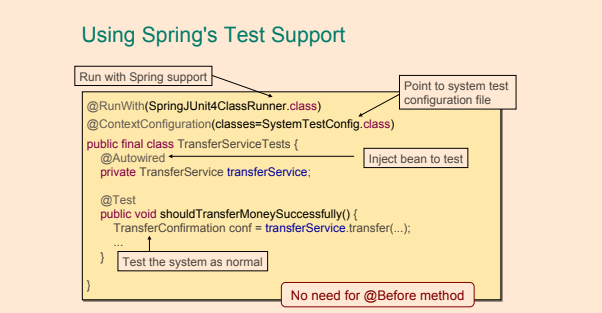 Using Spring's Test Support
Run with Spring support
Point to system test
configuration file
@RunWith(SpringJUnit4ClassRunner.class)
@ContextConfiguration(classes=SystemTestConfig.class)
public final class TransferServiceTests {
@Autowired
Inject bean to test
private TransferService transferService;
@Test
public void shouldTransferMoneySuccessfully() {
TransferConfirmation conf = transferService.transfer(...);
...
}
Test the system as normal
}
No need for @Before method